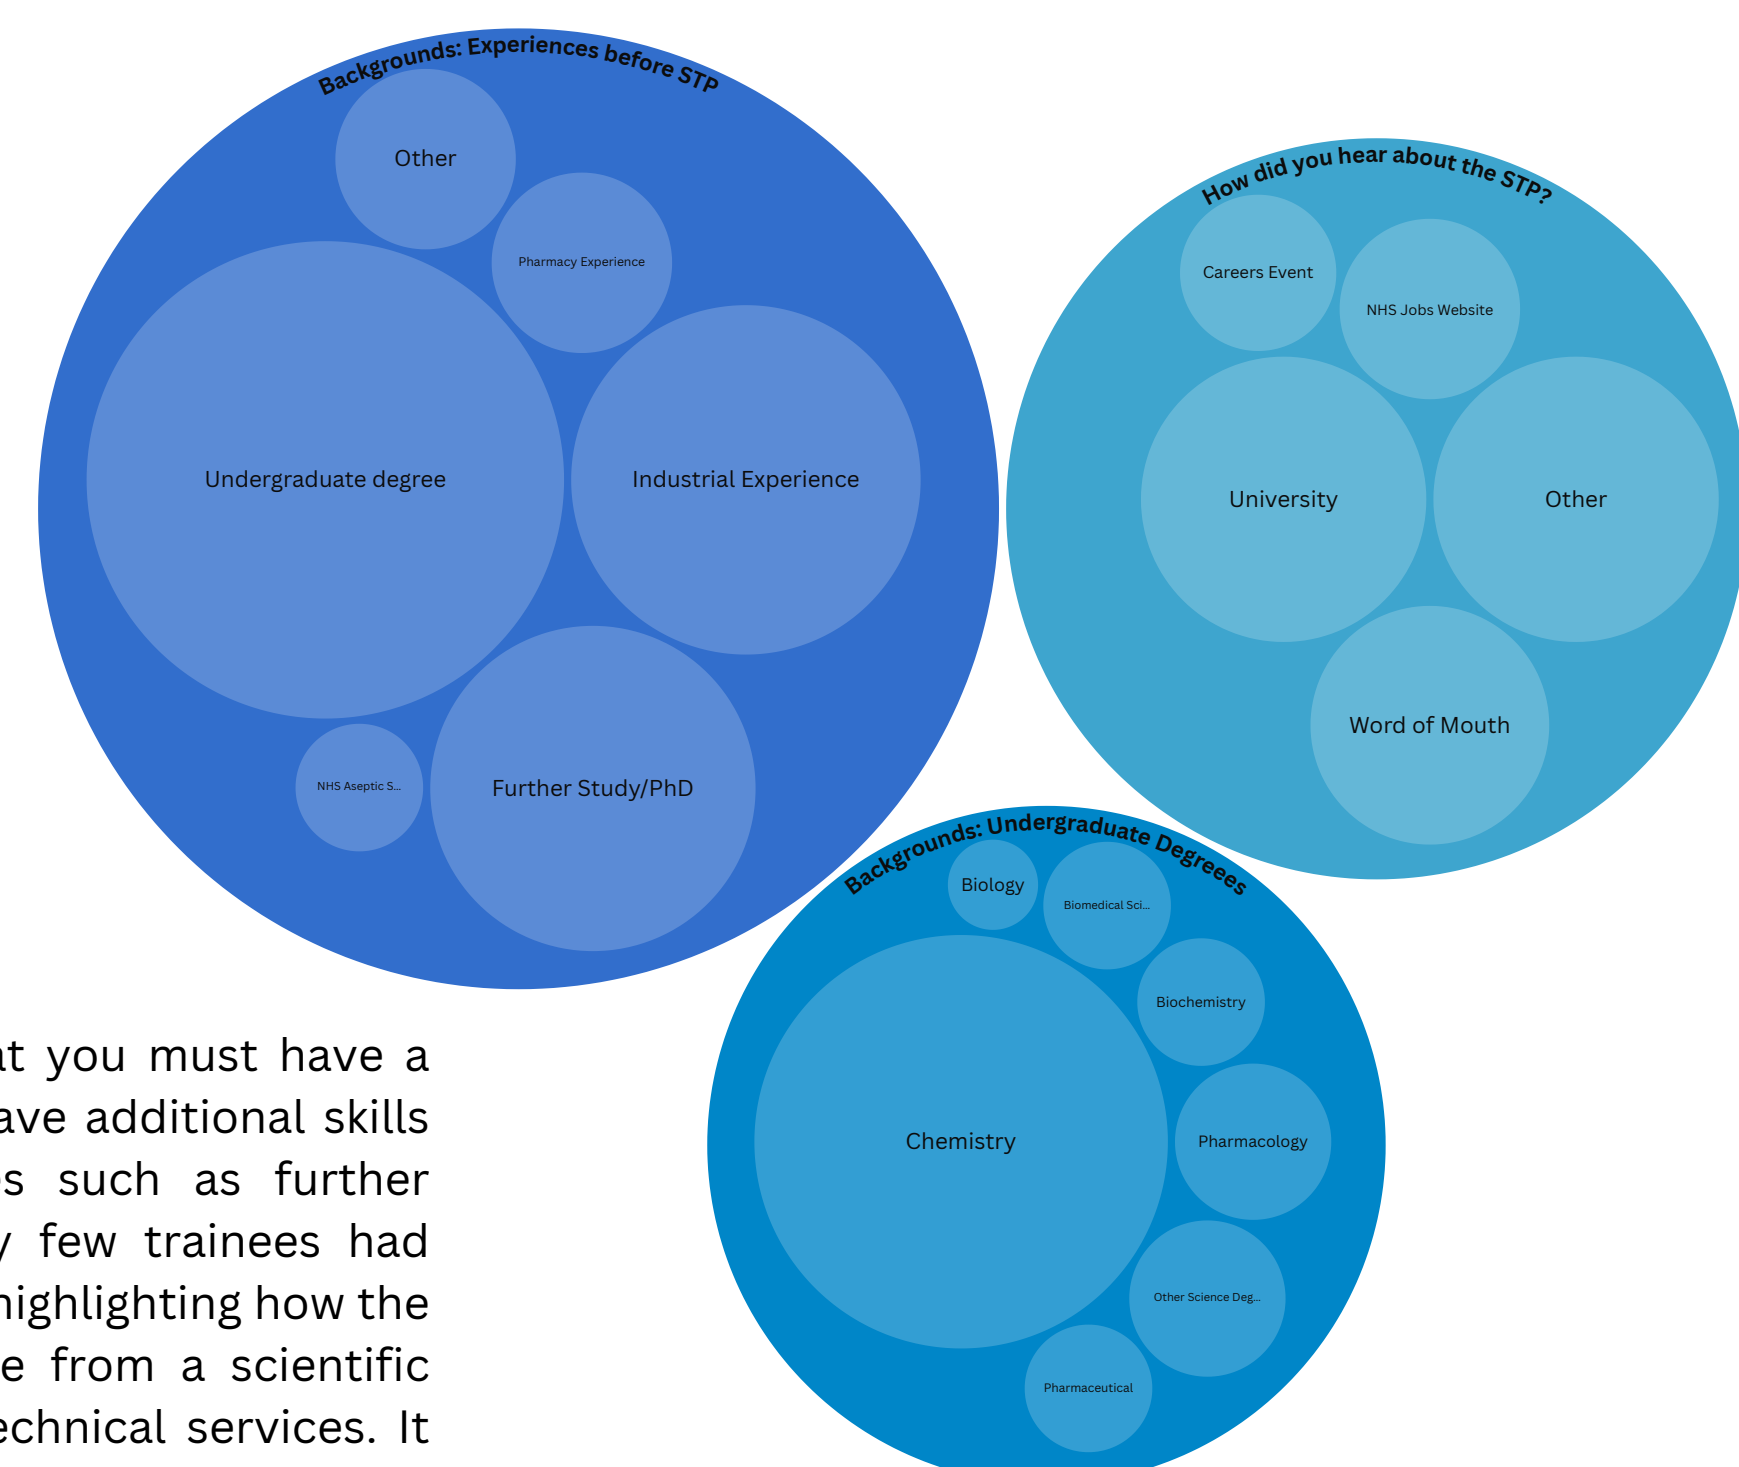 Backgrounds: Experiences before STP
Other
Pharmacy Experience
Undergraduate degree
Industrial Experience
NHS Aseptic S...
Further Study/PhD
How did you hear about the STP?
Careers Event
NHS Jobs Website
University
Other
Word of Mouth
Backgrounds: Undergraduate Degreees
Biology
Biomedical Sci...
Biochemistry
Chemistry
Pharmacology
Other Science Deg...
Pharmaceutical
you must have a
additional skills
such as further
few trainees had
highlighting how the
from a scientific
technical services. It